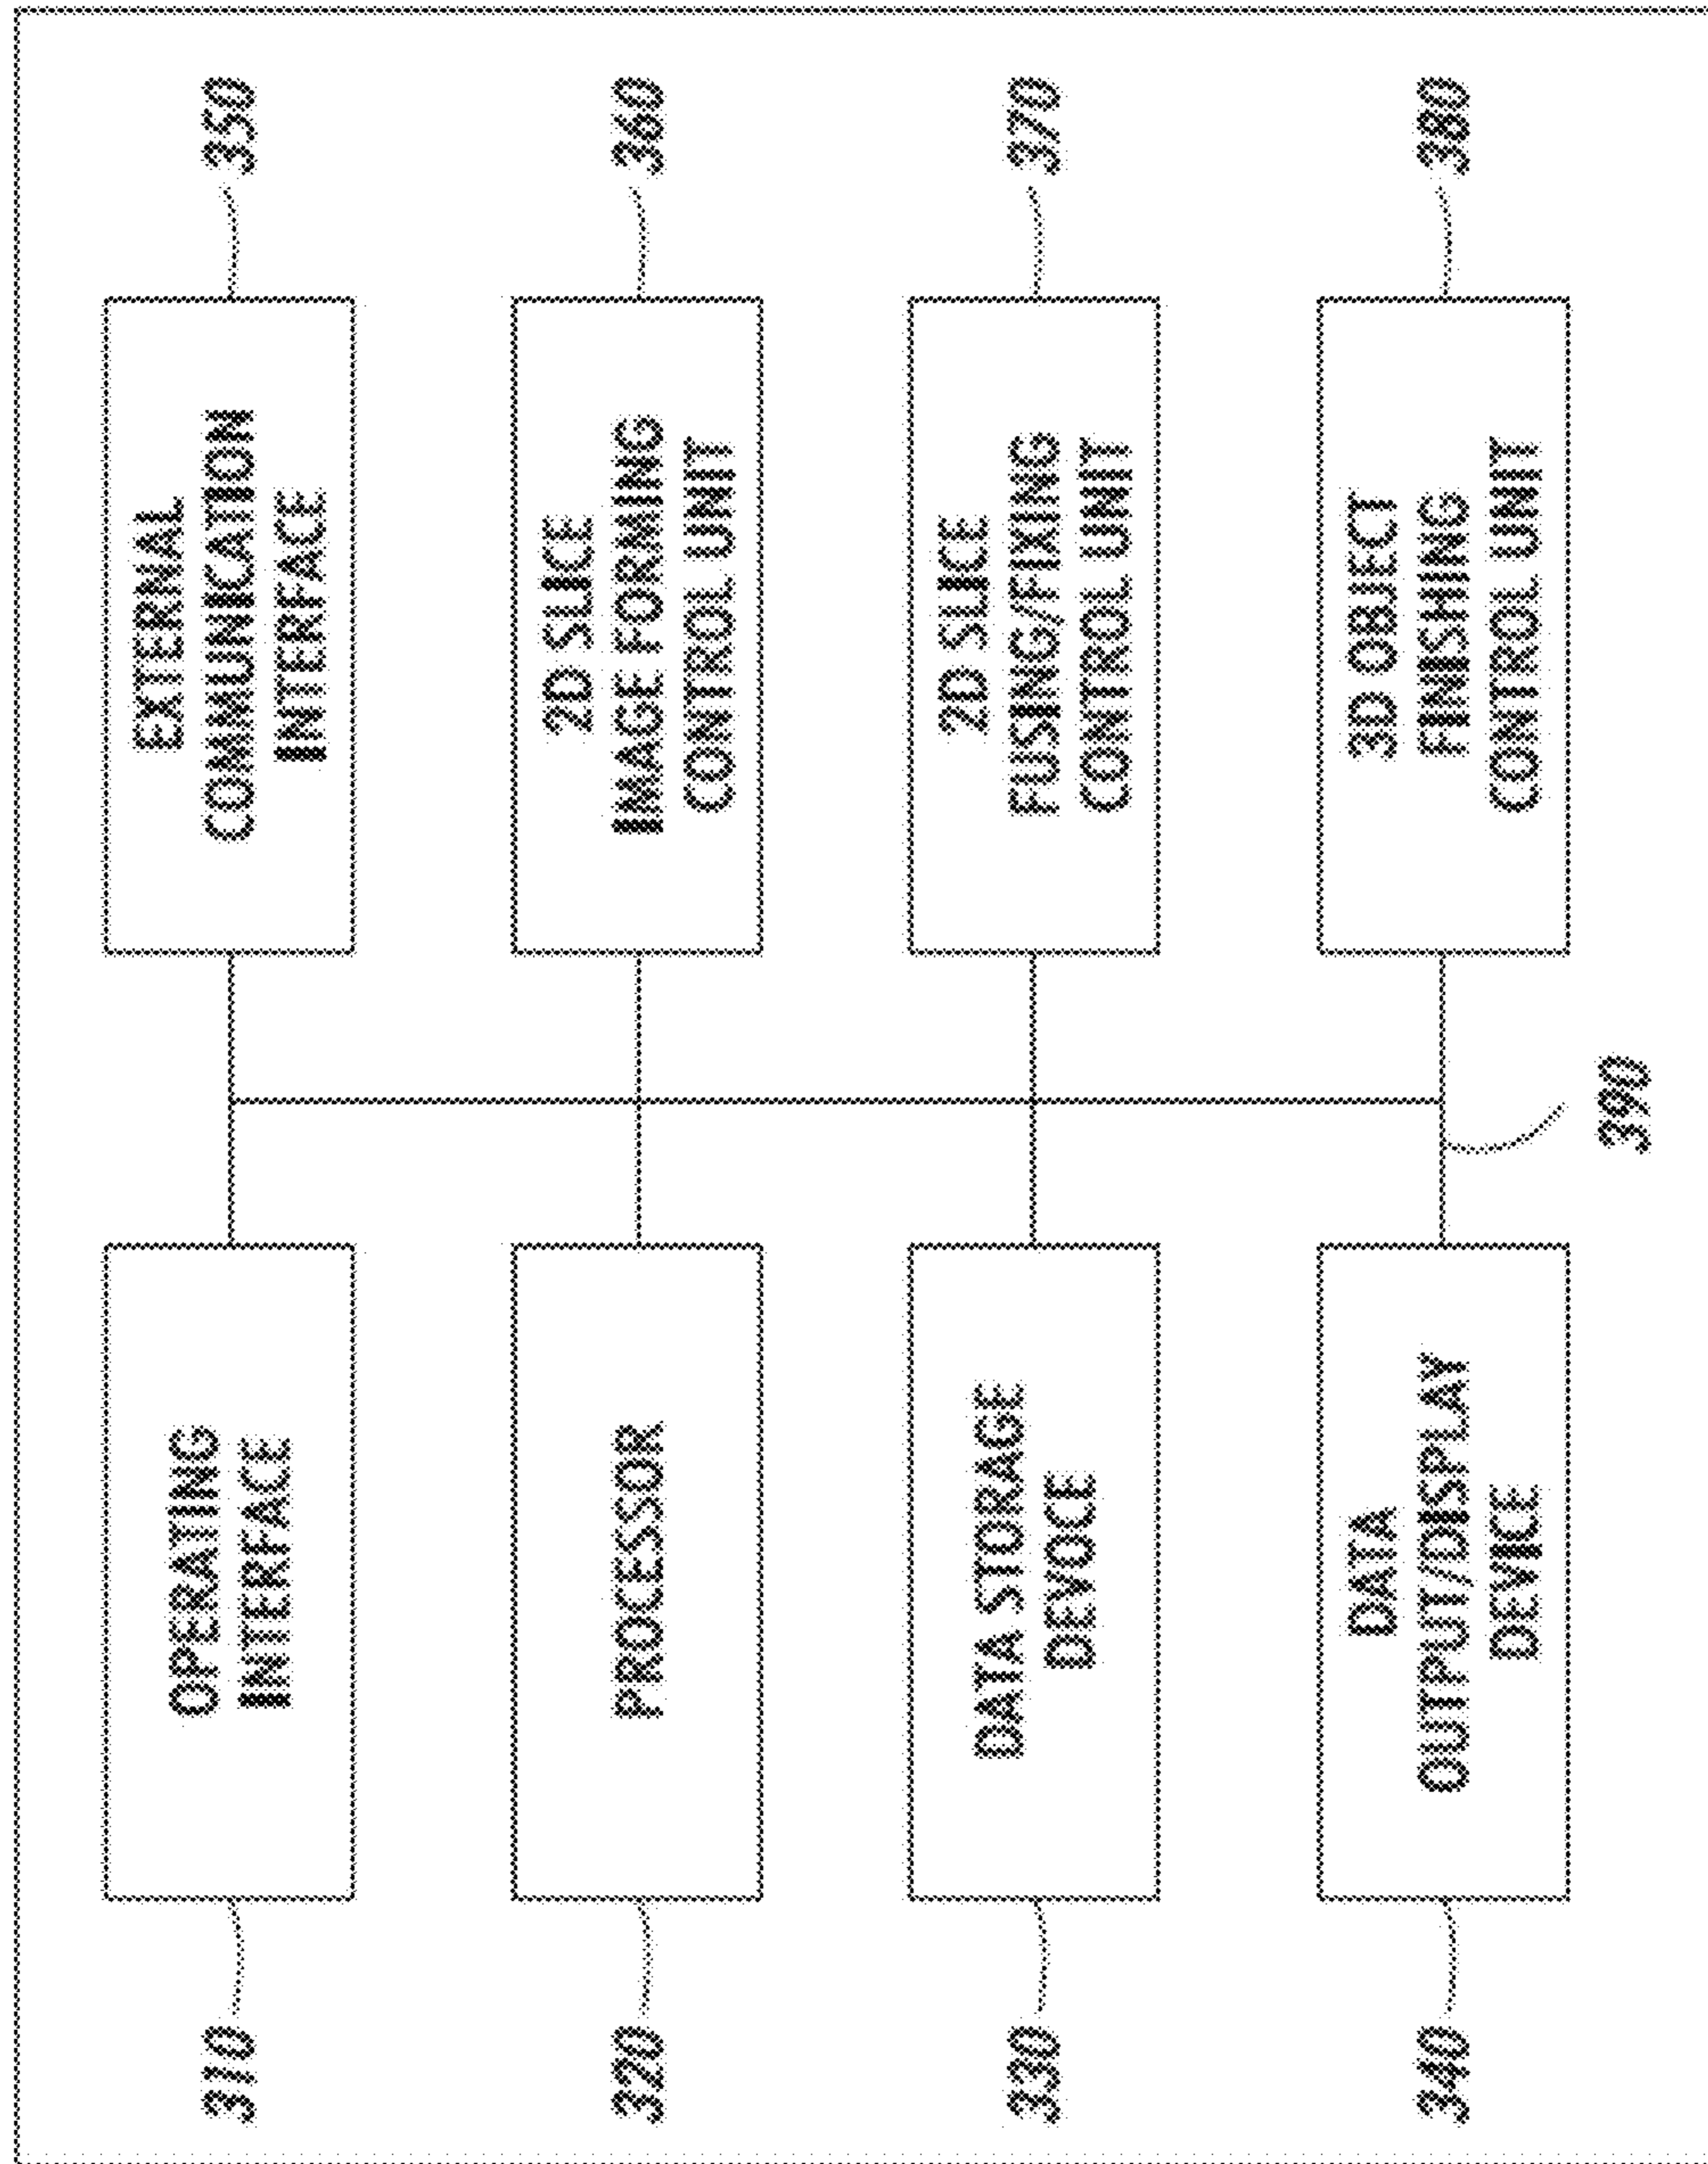 310
OPERATING
INTERFACE
EXTERNAL
COMMUNICATION
INTERFACE
350
320
PROCESSOR
2D SLICE
IMAGE FORMING
CONTROL UNIT
360
330
DATA STORAGE
DEVOCE
2D SLICE
FUSING/FIXING
CONTROL UNIT
370
340
DATA
OUTPUT/DISPLAY
DEVICE
3D OBJECT
FINISHING
CONTROL UNIT
380
390